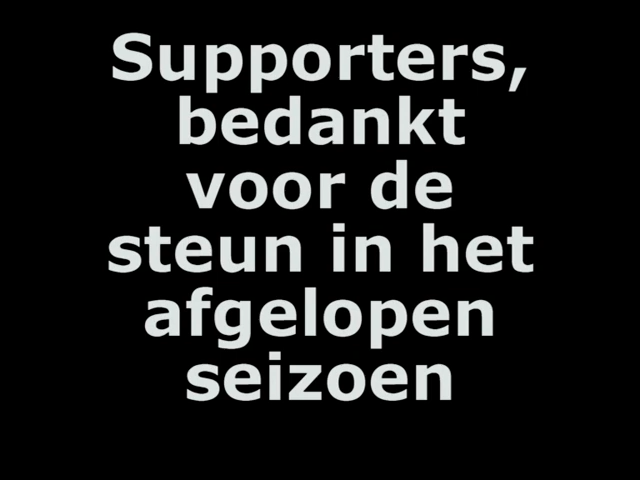 Supporters,
bedankt
voor de
steun in het
afgelopen
seizoen